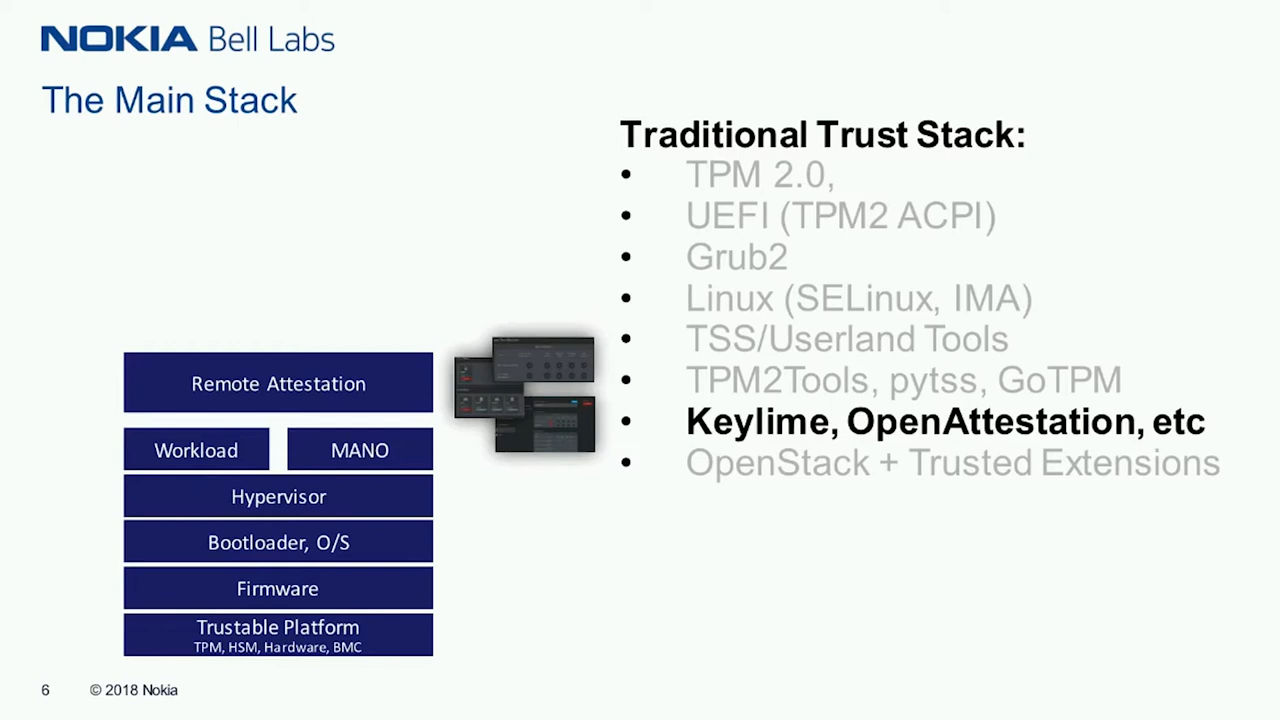 NOKIA Bell Labs
The Main Stack
Traditional Trust Stack:
• TPM 2.0,
• UEFI (TPM2 ACPI)
• Grub2
• Linux (SELinux, IMA)
• TSS/Userland Tools
• TPM2Tools, pytss, GoTPM
• Keylime, OpenAttestation, etc
• OpenStack + Trusted Extensions
Remote Attestation
Workload
MANO
Hypervisor
Bootloader, O/S
Firmware
Trustable Platform
TPM, HSM, Hardware, BMC
6
© 2018 Nokia